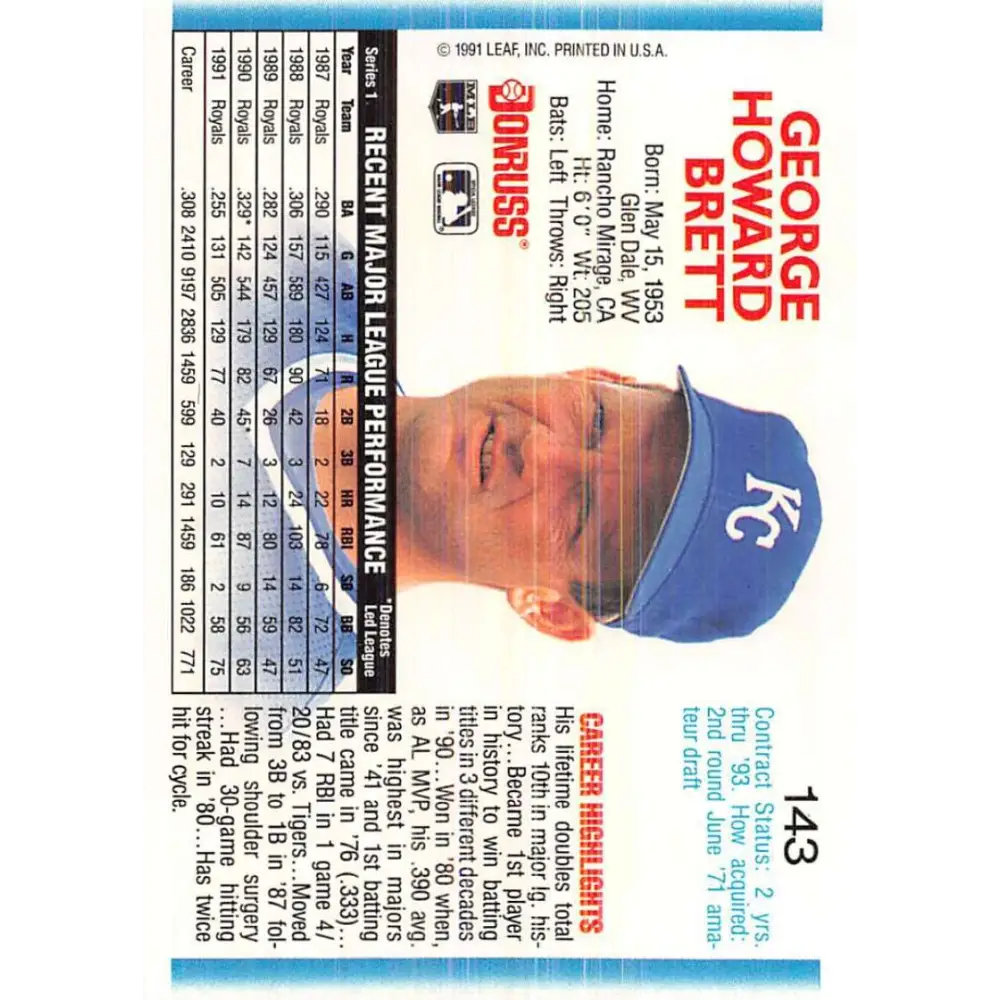 143
GEORGE
HOWARD
BRETT
Born: May 15, 1953
Glen Dale, WV
Home: Rancho Mirage, CA
Ht: 6'0" Wt: 205
Bats: Left Throws: Right
DONRUSS®
MLB
© 1991 LEAF, INC. PRINTED IN U.S.A.
Contract Status: 2 yrs.
thru '93. How acquired:
2nd round June '71 ama-
teur draft
CAREER HIGHLIGHTS
His lifetime doubles total
ranks 10th in major lg. his-
tory...Became 1st player
in history to win batting
titles in 3 different decades
in '90...Won in '80 when,
as AL MVP, his .390 avg.
was highest in majors
since '41 and 1st batting
title came in '76 (.333)...
Had 7 RBI in 1 game 4/
20/83 vs. Tigers...Moved
from 3B to 1B in '87 fol-
lowing shoulder surgery
...Had 30-game hitting
streak in '80...Has twice
hit for cycle.
Series 1. RECENT MAJOR LEAGUE PERFORMANCE *Denotes Led League
Year Team BA G AB H R 2B 3B HR RBI SB BB SO
1987 Royals .290 115 427 124 71 18 2 22 78 6 72 47
1988 Royals .306 157 589 180 90 42 3 24 103 14 82 51
1989 Royals .282 124 457 129 67 26 3 12 80 14 59 47
1990 Royals .329* 142 544 179 82 45* 7 14 87 9 56 63
1991 Royals .255 131 505 129 77 40 2 10 61 2 58 75
Career .308 2410 9197 2836 1459 599 129 291 1459 186 1022 771
KC